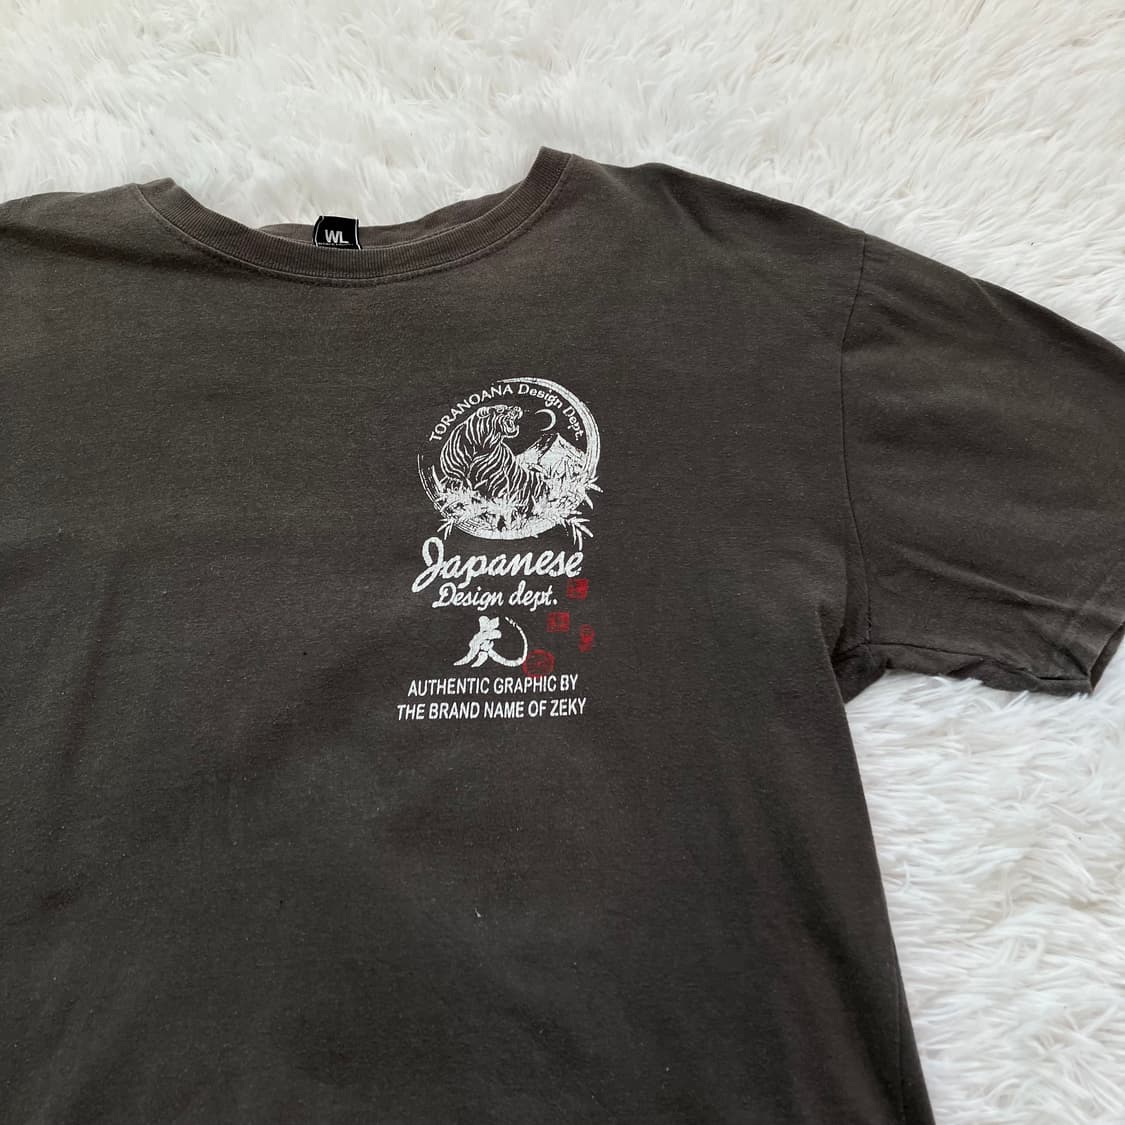 WL
TORANOANA Design Dept.
Japanese
Design dept.
虎
AUTHENTIC GRAPHIC BY
THE BRAND NAME OF ZEKY